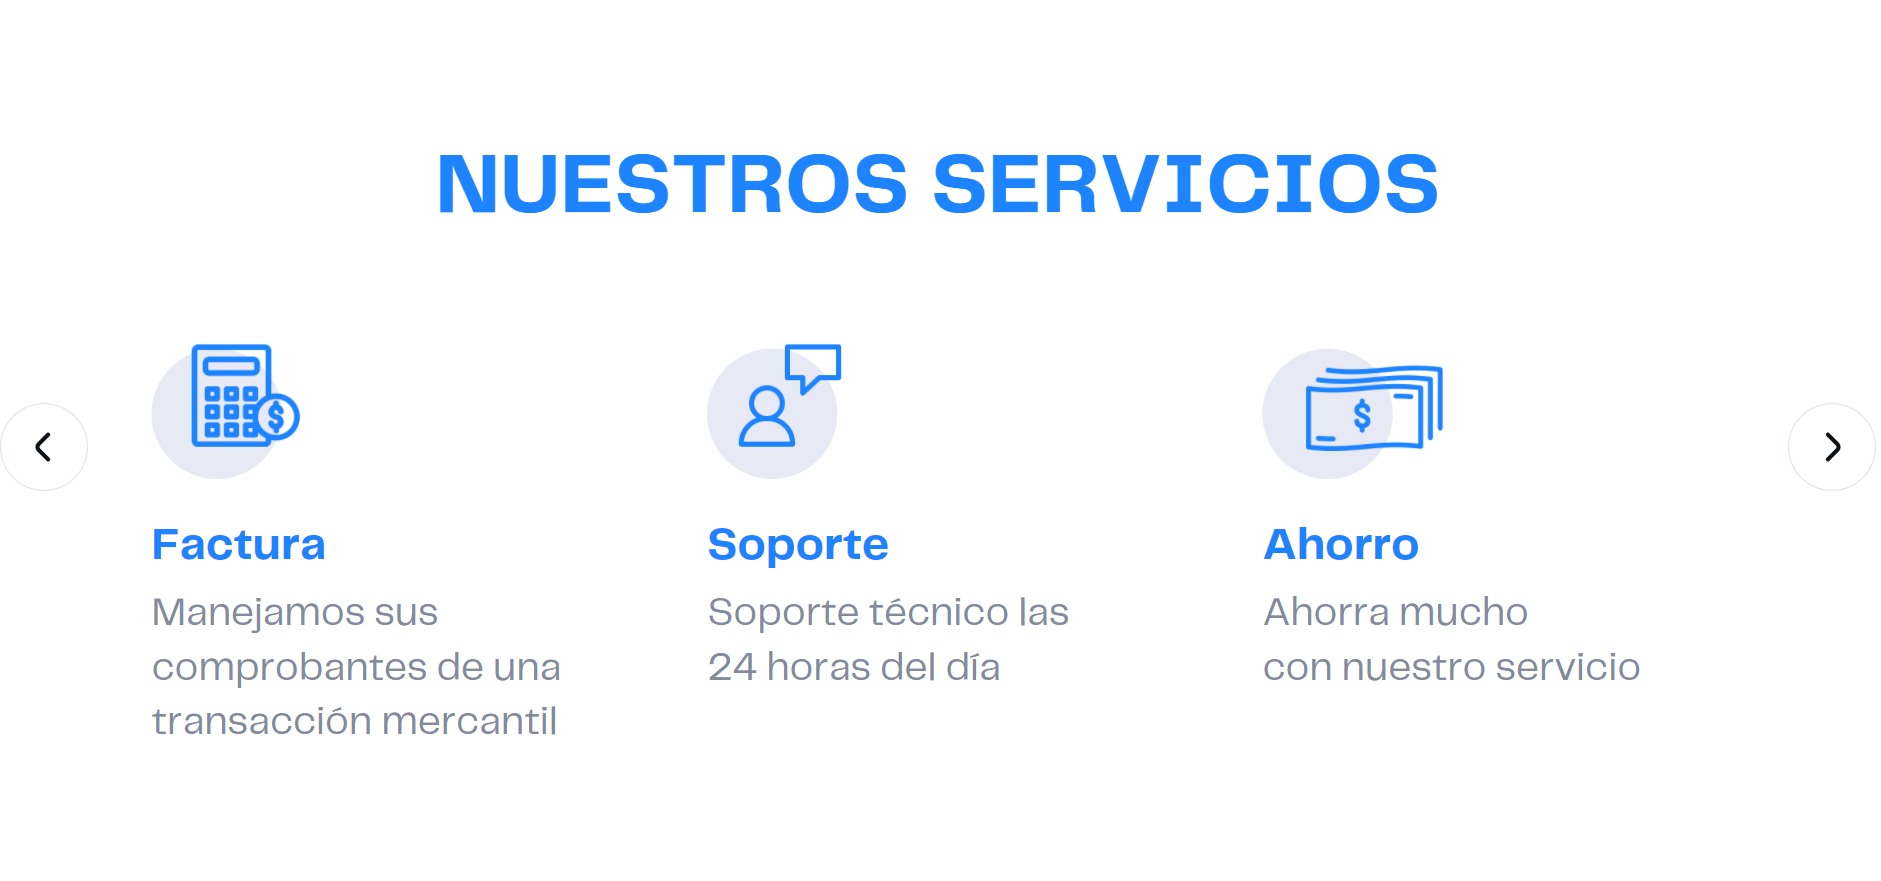 NUESTROS SERVICIOS
Factura
Manejamos sus
comprobantes de una
transacción mercantil
Soporte
Soporte técnico las
24 horas del día
Ahorro
Ahorra mucho
con nuestro servicio